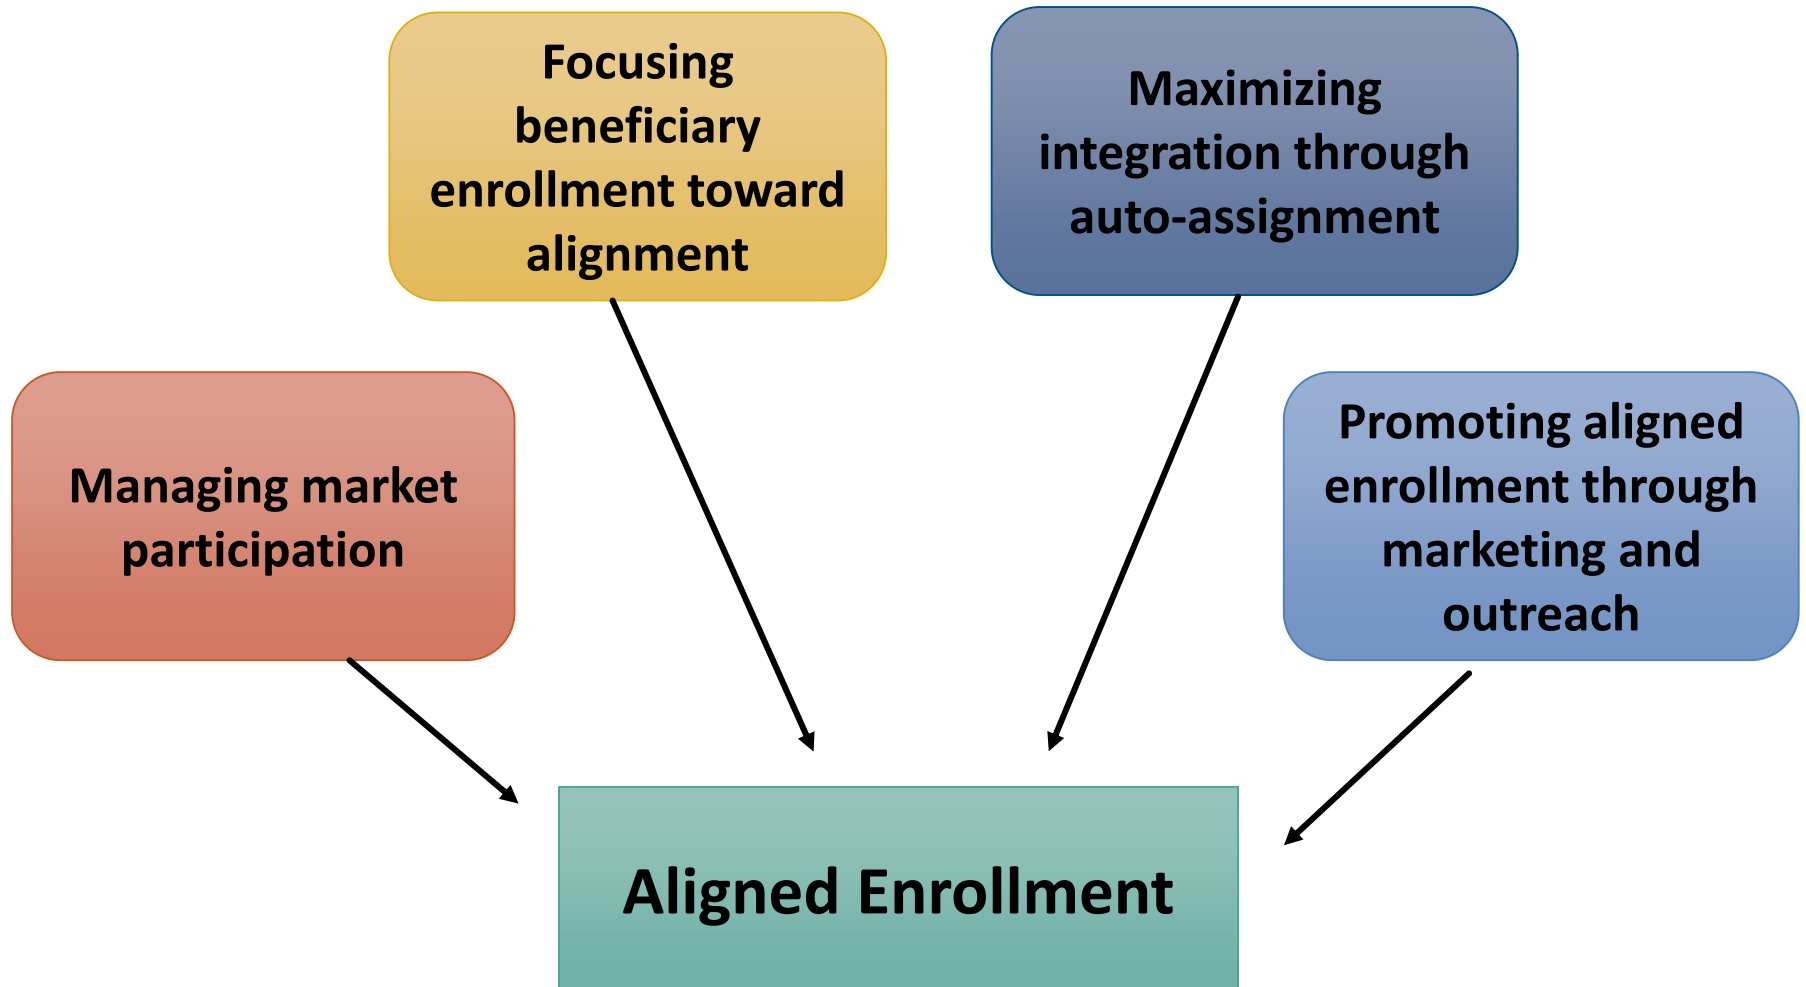 Focusing
beneficiary
enrollment toward
alignment
Maximizing
integration through
auto-assignment
Managing market
participation
Promoting aligned
enrollment through
marketing and
outreach
Aligned Enrollment